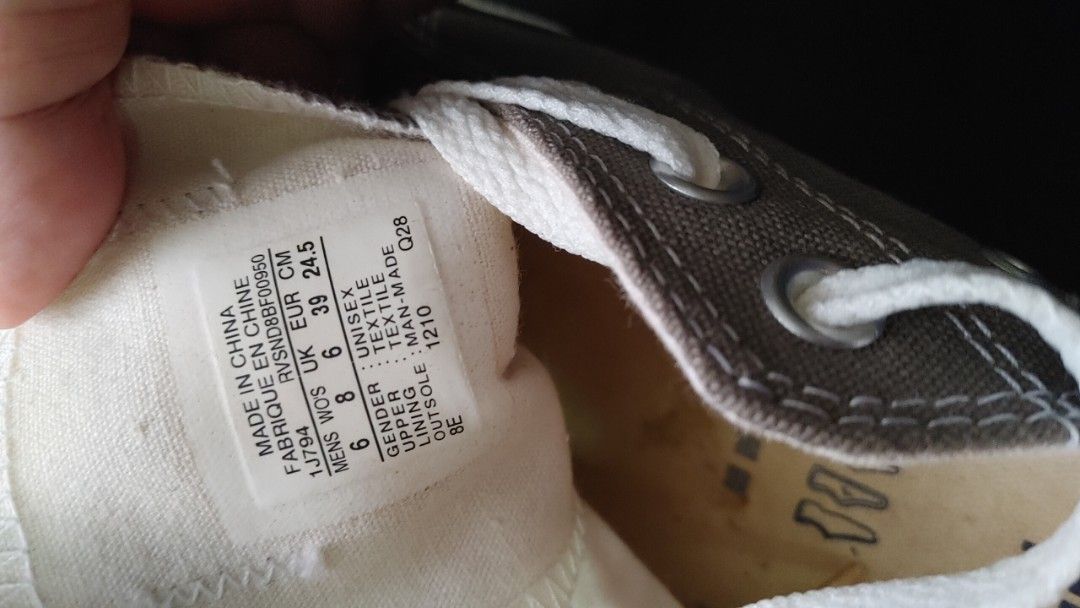 MADE IN CHINA
FABRIQUE EN CHINE
1J794 RVSND8BF00950
MENS WO'S UK EUR CM
6 8 6 39 24.5
GENDER : UNISEX
UPPER : TEXTILE
LINING : TEXTILE
OUTSOLE : MAN-MADE
8E 1210 Q28